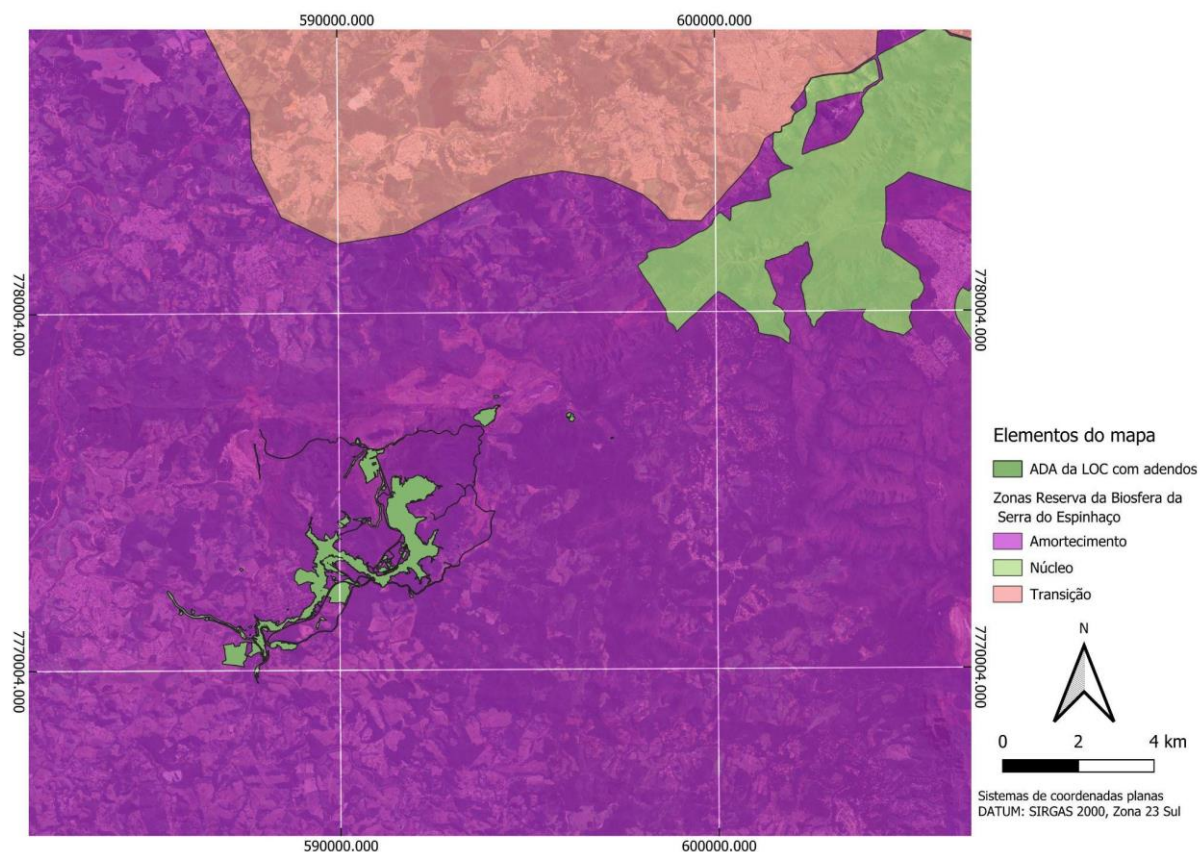 590000.000
600000.000
7780004.000
7780004.000
Elementos do mapa
ADA da LOC com adendos
Zonas Reserva da Biosfera da
Serra do Espinhaço
Amortecimento
Núcleo
Transição
7770004.000
7770004.000
N
0 2 4 km
Sistemas de coordenadas planas
DATUM: SIRGAS 2000, Zona 23 Sul
590000.000
600000.000